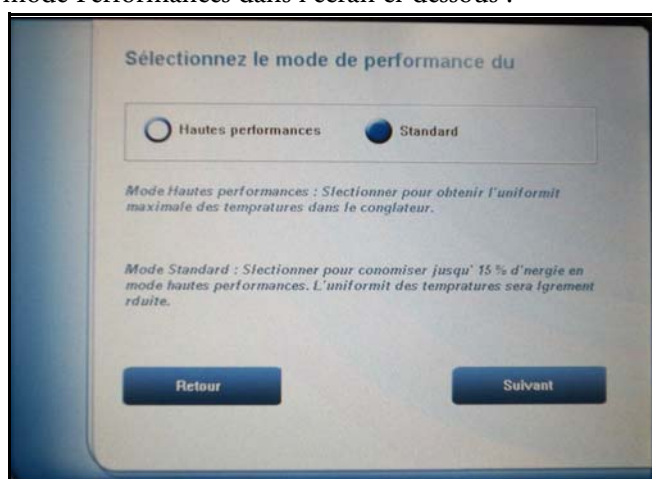 mode Performances dans l'écran ci-dessous :
Sélectionnez le mode de performance du
Hautes performances Standard
Mode Hautes performances : Slectionner pour obtenir l'uniformit
maximale des tempratures dans le conglateur.
Mode Standard : Slectionner pour conomiser jusqu' 15 % d'nergie en
mode hautes performances. L'uniformit des tempratures sera lgrement
rduite.
Retour Suivant